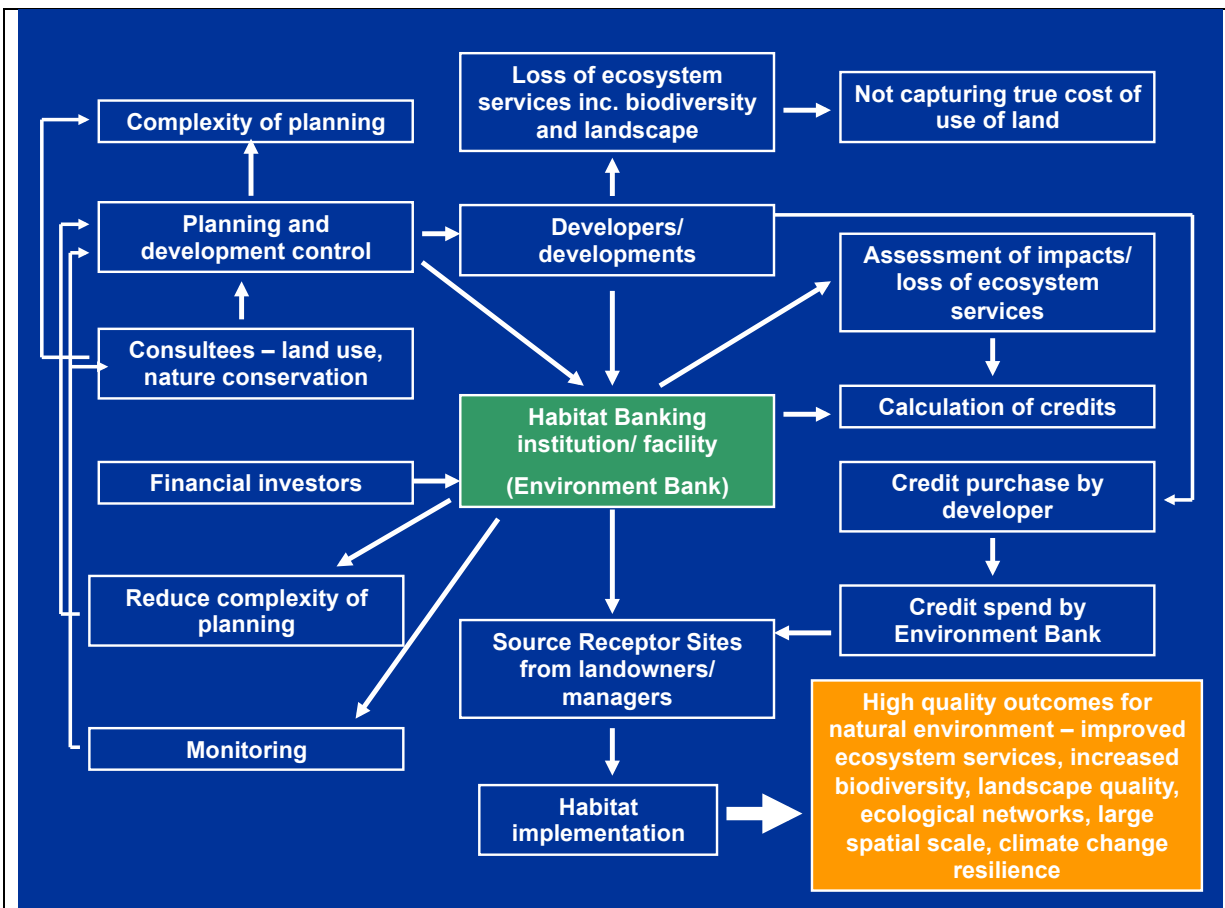 Loss of ecosystem
services inc. biodiversity
and landscape
Not capturing true cost of
use of land
Complexity of planning
Planning and
development control
Developers/
developments
Assessment of impacts/
loss of ecosystem
services
Consultees – land use,
nature conservation
Habitat Banking
institution/ facility
(Environment Bank)
Calculation of credits
Financial investors
Credit purchase by
developer
Reduce complexity of
planning
Source Receptor Sites
from landowners/
managers
Credit spend by
Environment Bank
Monitoring
Habitat
implementation
High quality outcomes for
natural environment – improved
ecosystem services, increased
biodiversity, landscape quality,
ecological networks, large
spatial scale, climate change
resilience